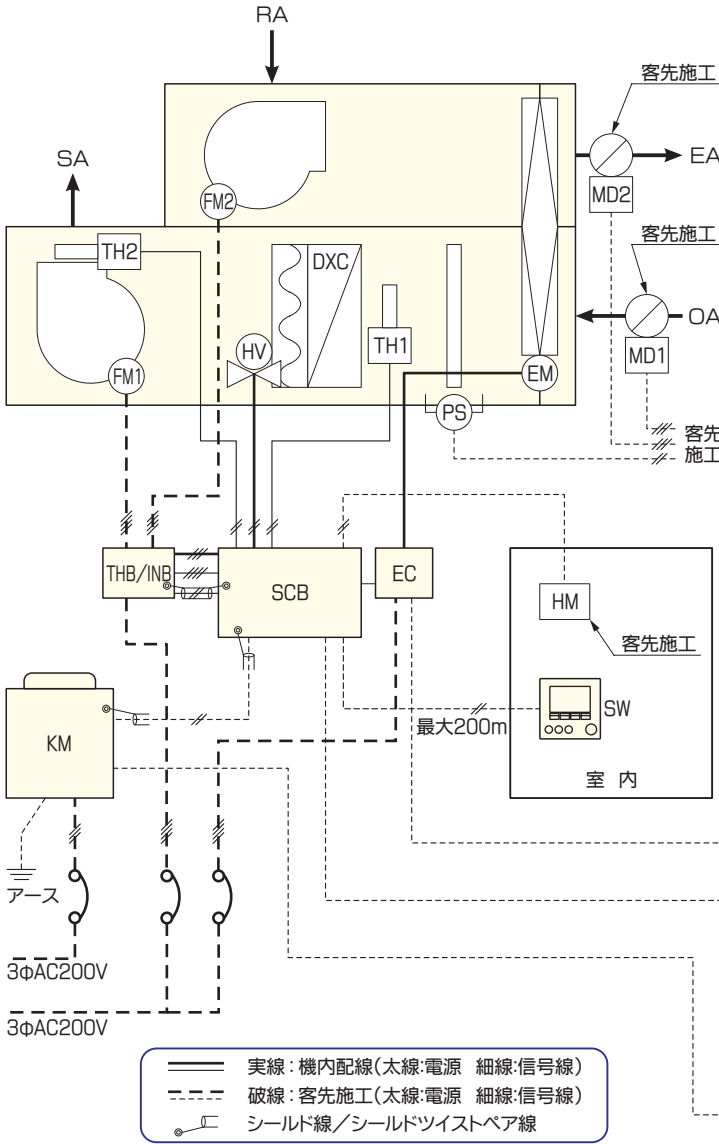 RA
客先施工
SA
EA
FM2
MD2
客先施工
TH2
DXC
OA
HV
TH1
MD1
FM1
EM
PS
客先
施工
THB/INB
SCB
EC
HM
客先施工
SW
最大200m
KM
室 内
アース
3φAC200V
3φAC200V
実線:機内配線(太線:電源 細線:信号線)
破線:客先施工(太線:電源 細線:信号線)
シールド線/シールドツイストペア線